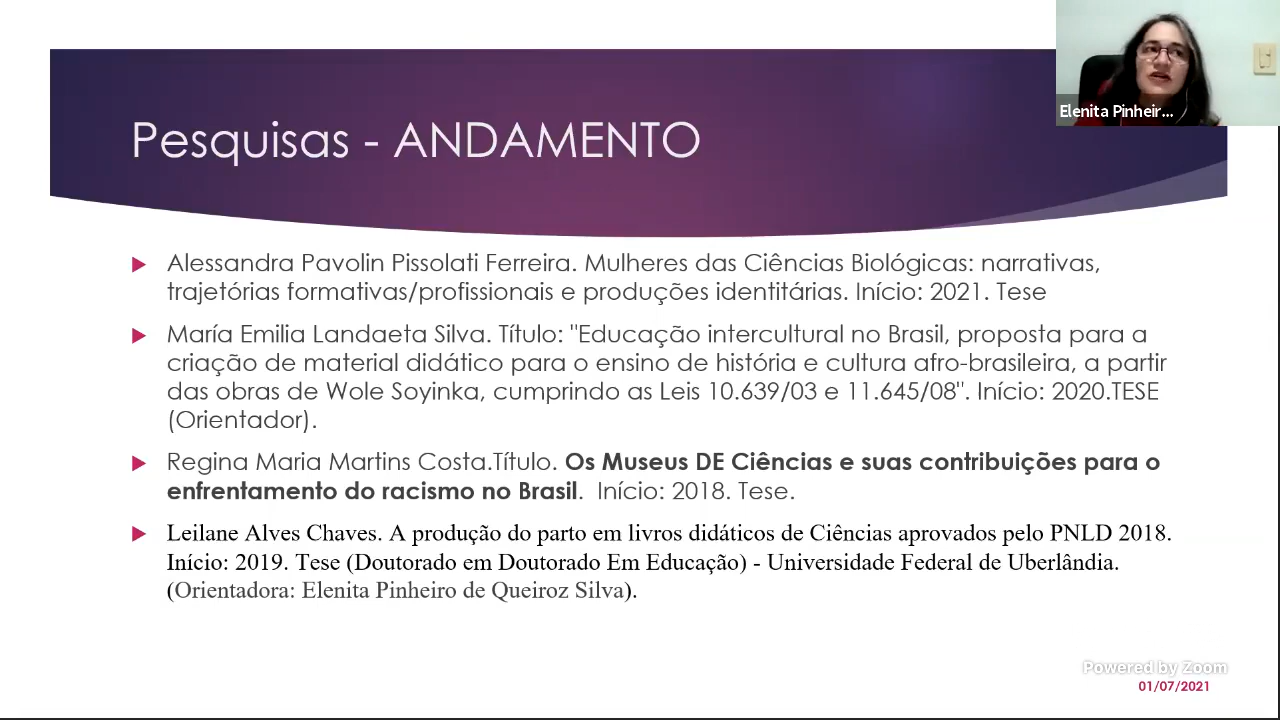 Elenita Pinheir...
Pesquisas - ANDAMENTO
Alessandra Pavolin Pissolati Ferreira. Mulheres das Ciências Biológicas: narrativas,
trajetórias formativas/profissionais e produções identitárias. Início: 2021. Tese
María Emilia Landaeta Silva. Título: "Educação intercultural no Brasil, proposta para a
criação de material didático para o ensino de história e cultura afro-brasileira, a partir
das obras de Wole Soyinka, cumprindo as Leis 10.639/03 e 11.645/08". Início: 2020.TESE
(Orientador).
Regina Maria Martins Costa.Título. Os Museus DE Ciências e suas contribuições para o
enfrentamento do racismo no Brasil. Início: 2018. Tese.
Leilane Alves Chaves. A produção do parto em livros didáticos de Ciências aprovados pelo PNLD 2018.
Início: 2019. Tese (Doutorado em Doutorado Em Educação) - Universidade Federal de Uberlândia.
(Orientadora: Elenita Pinheiro de Queiroz Silva).
Powered by Zoom
01/07/2021